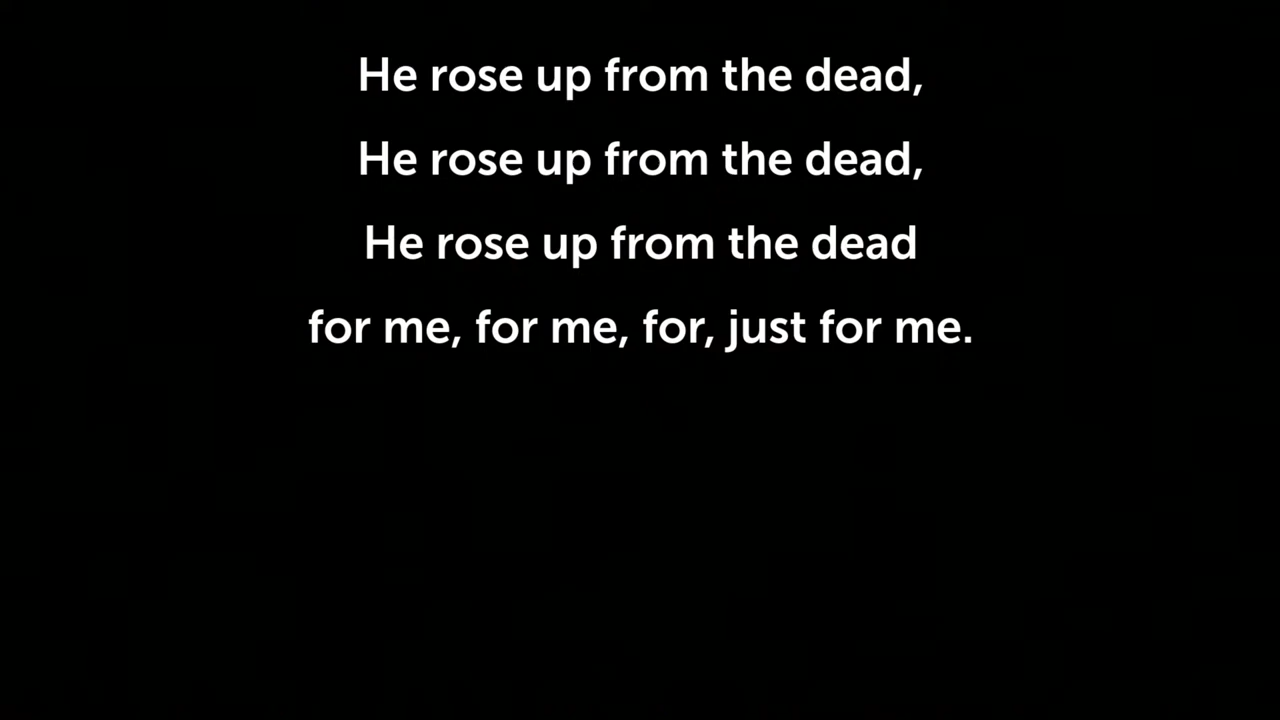 He rose up from the dead,
He rose up from the dead,
He rose up from the dead
for me, for me, for, just for me.